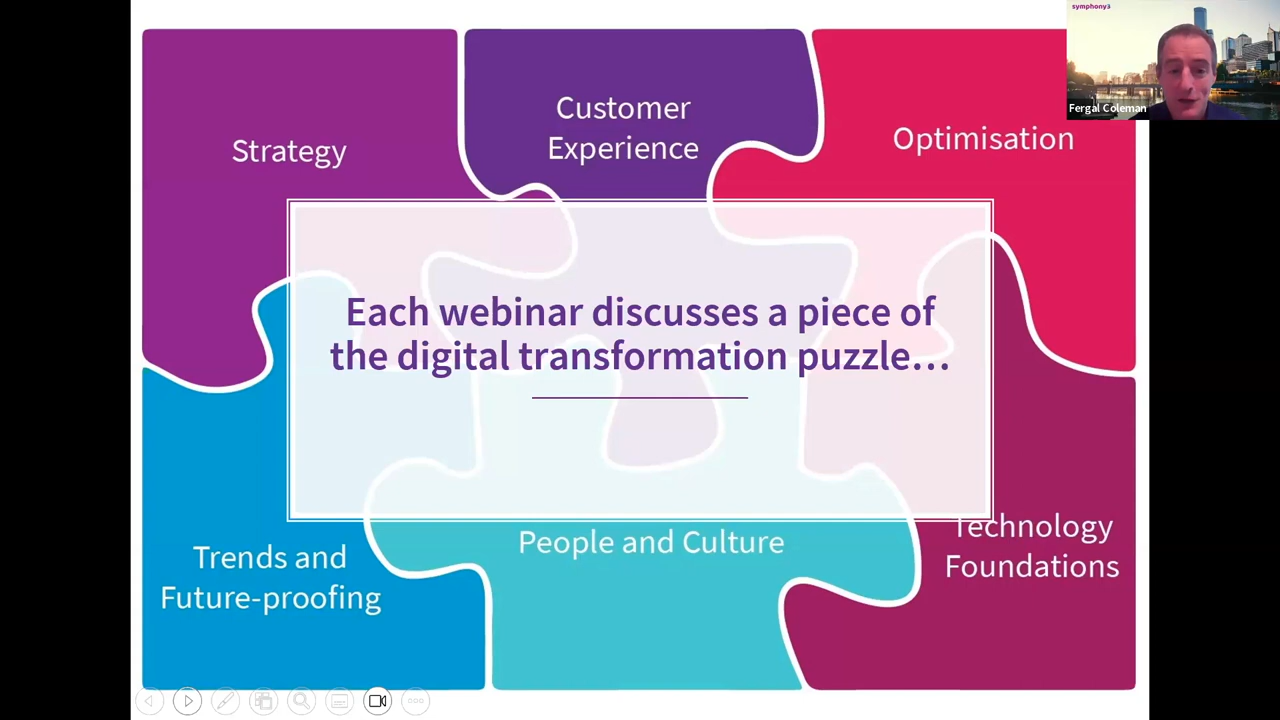 symphony3
Fergal Coleman
Strategy
Customer
Experience
Optimisation
Each webinar discusses a piece of
the digital transformation puzzle…
Trends and
Future-proofing
People and Culture
Technology
Foundations